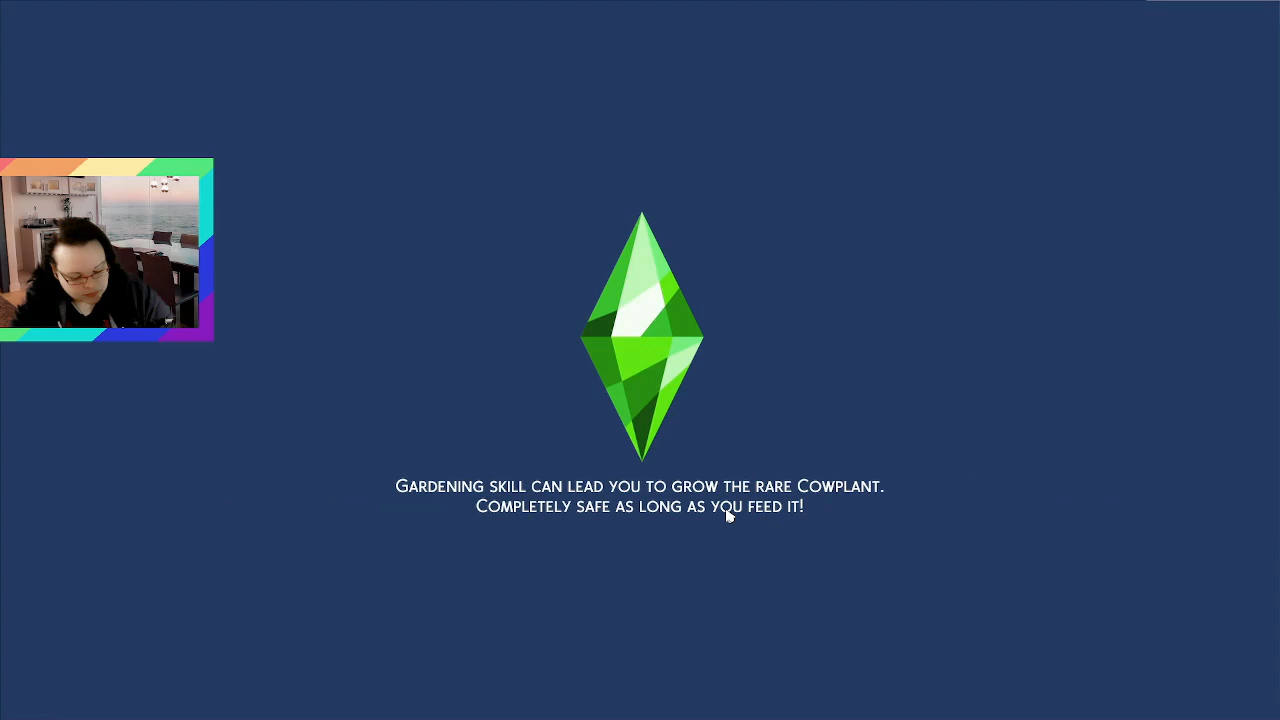 Gardening skill can lead you to grow the rare Cowplant.
Completely safe as long as you feed it!